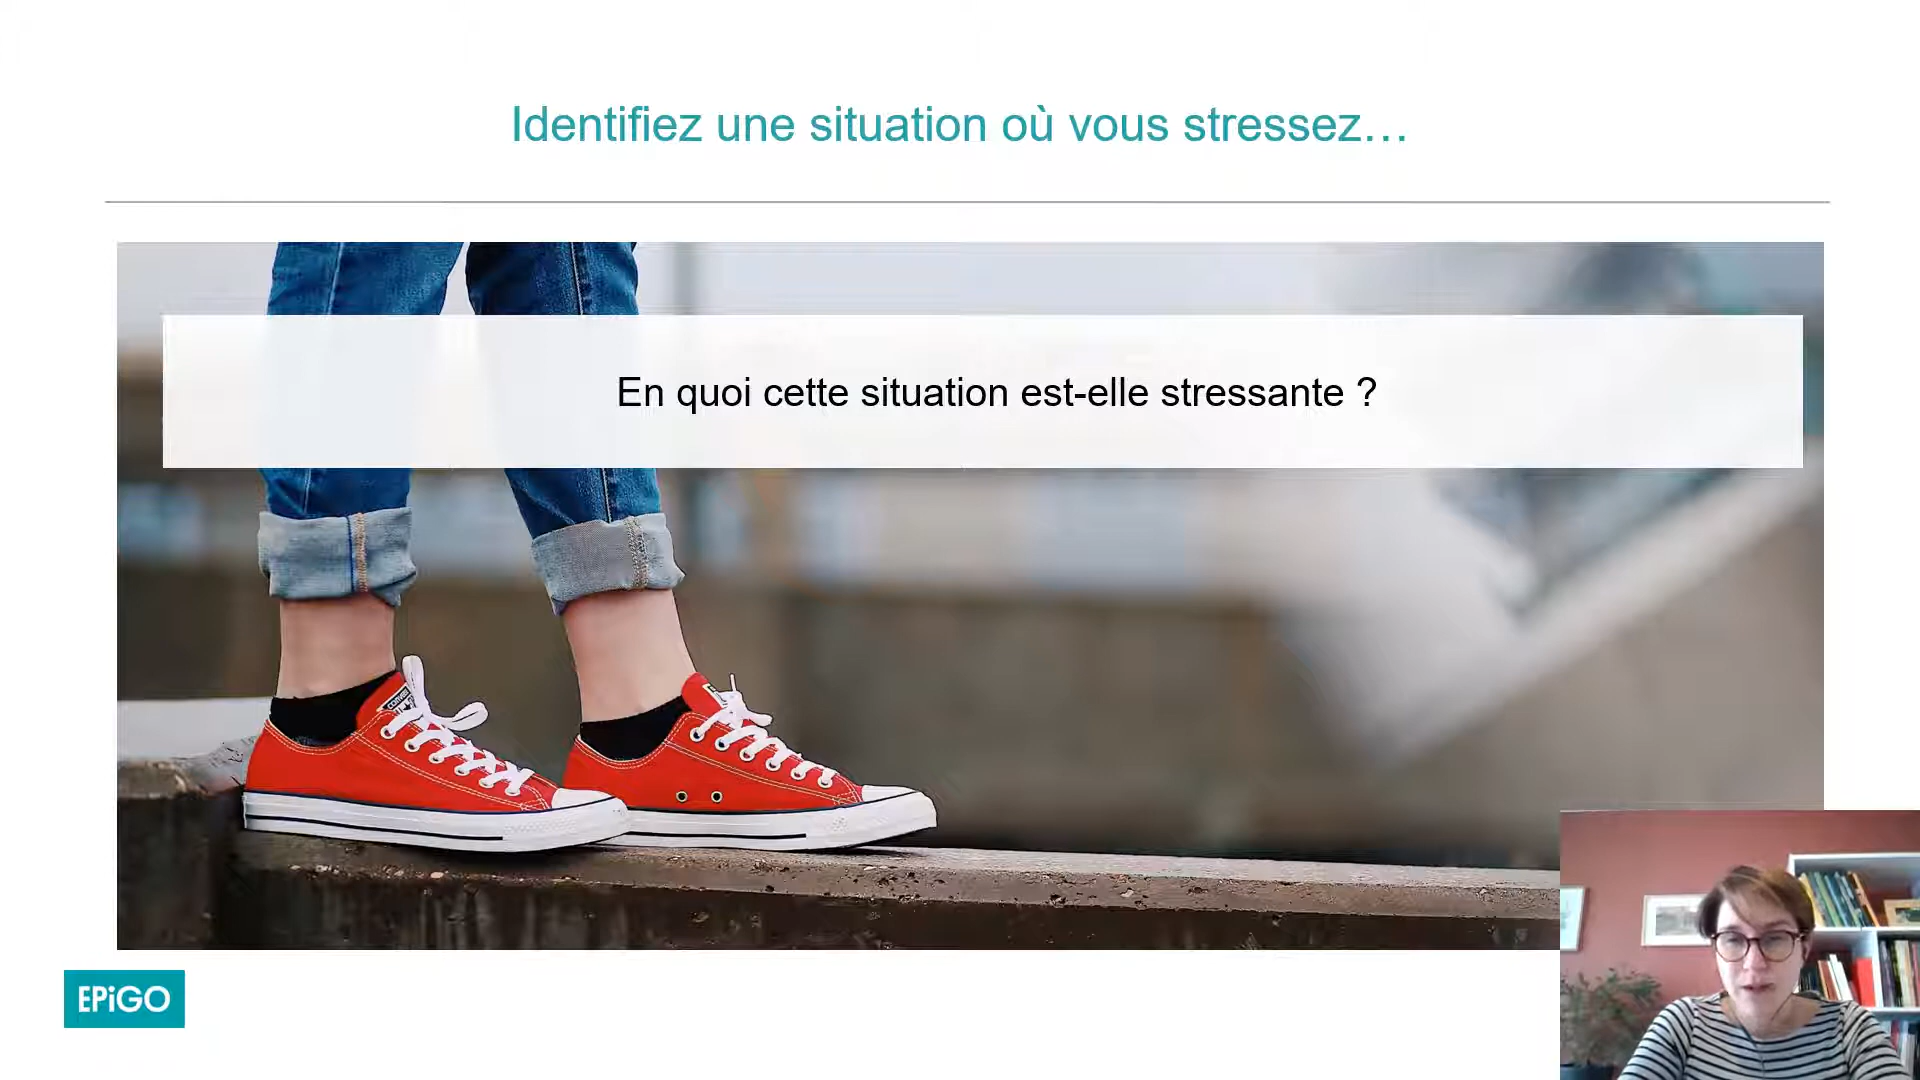 Identifiez une situation où vous stressez…
En quoi cette situation est-elle stressante ?
EPiGO